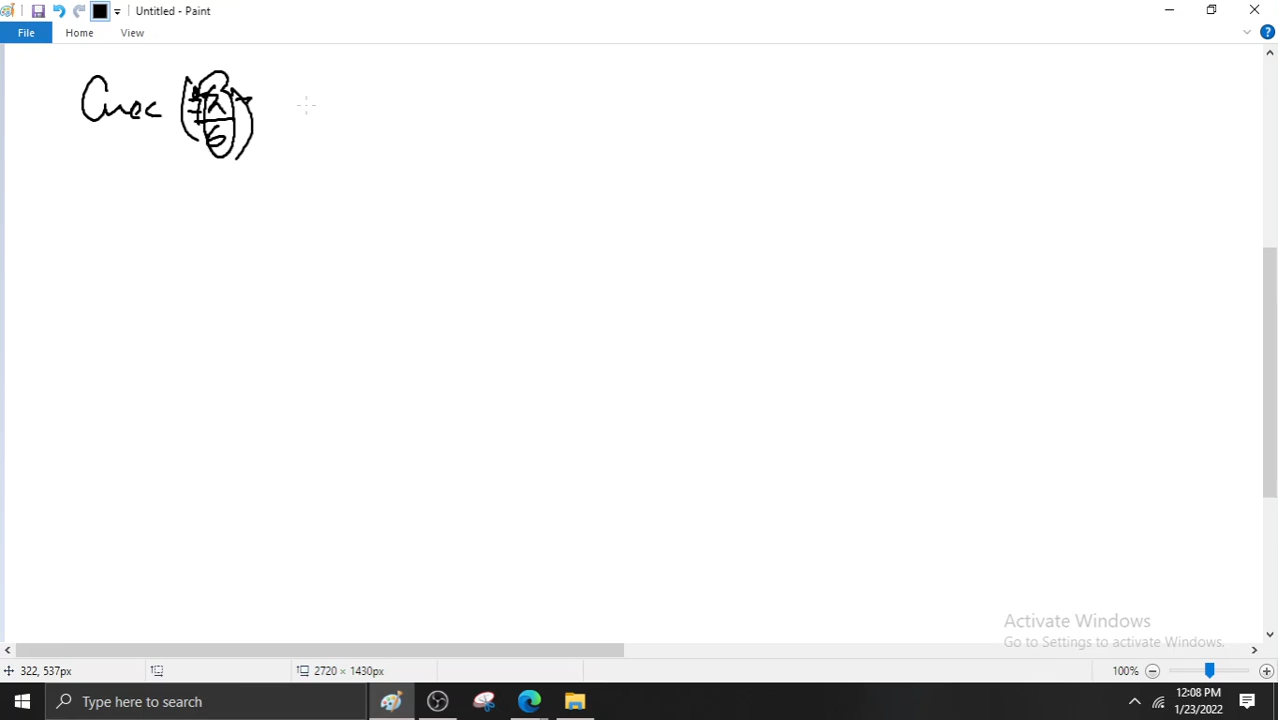 Untitled - Paint
File Home View
6
Activate Windows
Go to Settings to activate Windows.
322, 537px 2720 × 1430px 100%
Type here to search
12:08 PM
1/23/2022